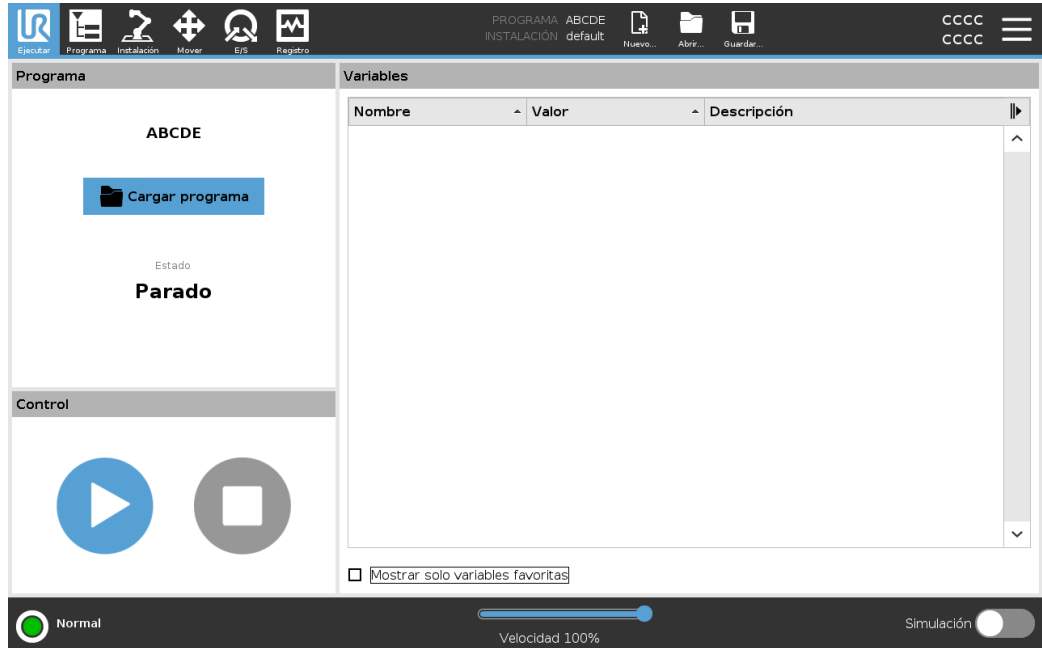 UR
Ejecutar
Programa
Instalación
Mover
E/S
Registro
PROGRAMA ABCDE
INSTALACIÓN default
Nuevo...
Abrir...
Guardar...
CCCC
CCCC
Programa
ABCDE
Cargar programa
Estado
Parado
Control
Variables
Nombre Valor Descripción
Mostrar solo variables favoritas
Normal
Velocidad 100%
Simulación